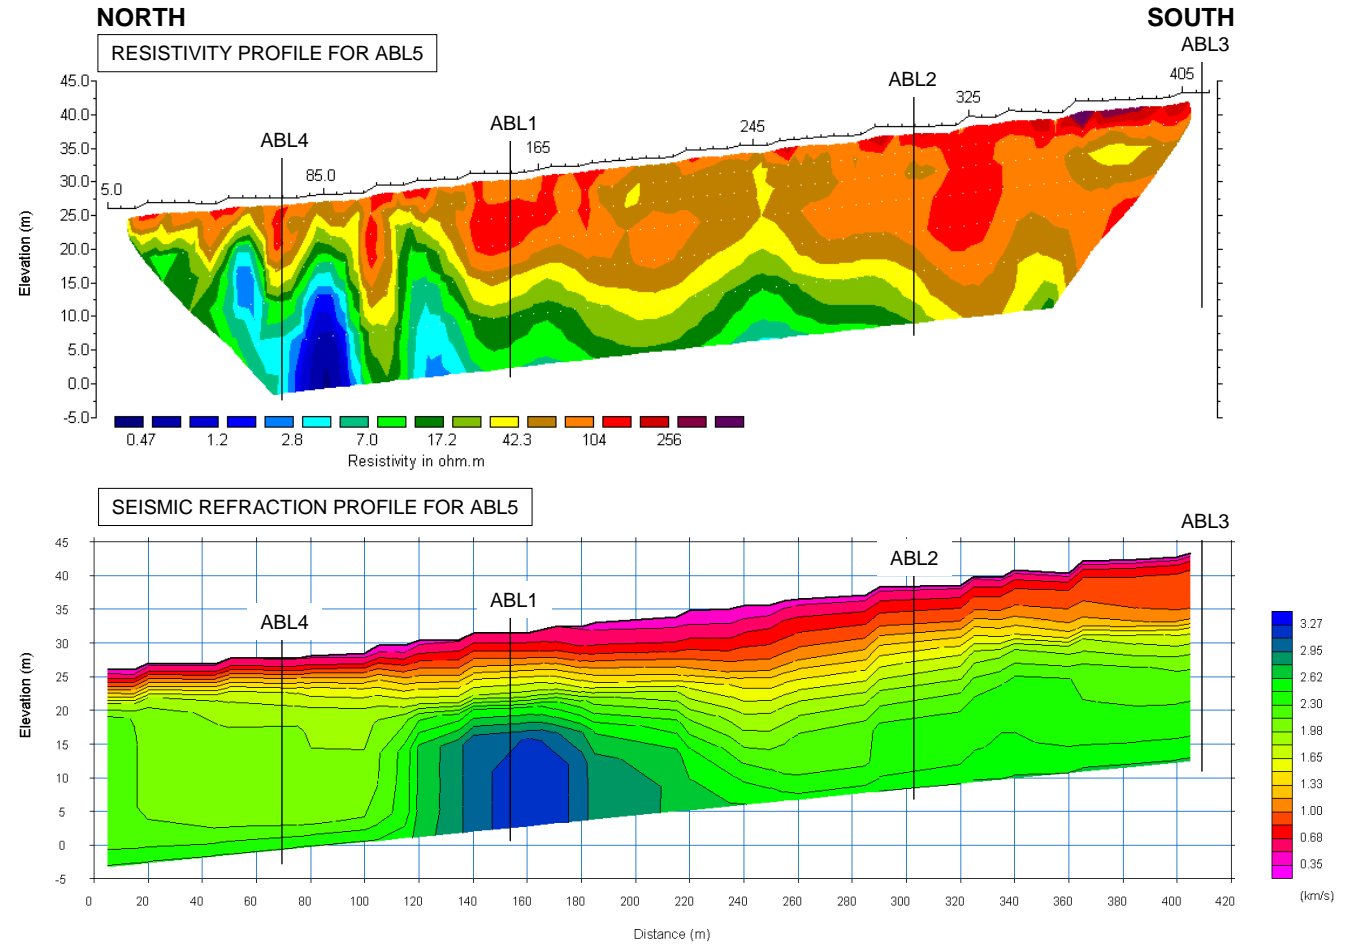 NORTH SOUTH
RESISTIVITY PROFILE FOR ABL5
ABL3
405
ABL2
325
ABL1
245
ABL4
165
85.0
5.0
Elevation (m)
45.0
40.0
35.0
30.0
25.0
20.0
15.0
10.0
5.0
0.0
-5.0
0.47 1.2 2.8 7.0 17.2 42.3 104 256
Resistivity in ohm.m
SEISMIC REFRACTION PROFILE FOR ABL5
ABL3
ABL2
ABL1
ABL4
Elevation (m)
45
40
35
30
25
20
15
10
5
0
-5
0 20 40 60 80 100 120 140 160 180 200 220 240 260 280 300 320 340 360 380 400 420
Distance (m)
3.27
2.95
2.62
2.30
1.98
1.65
1.33
1.00
0.68
0.35
(km/s)